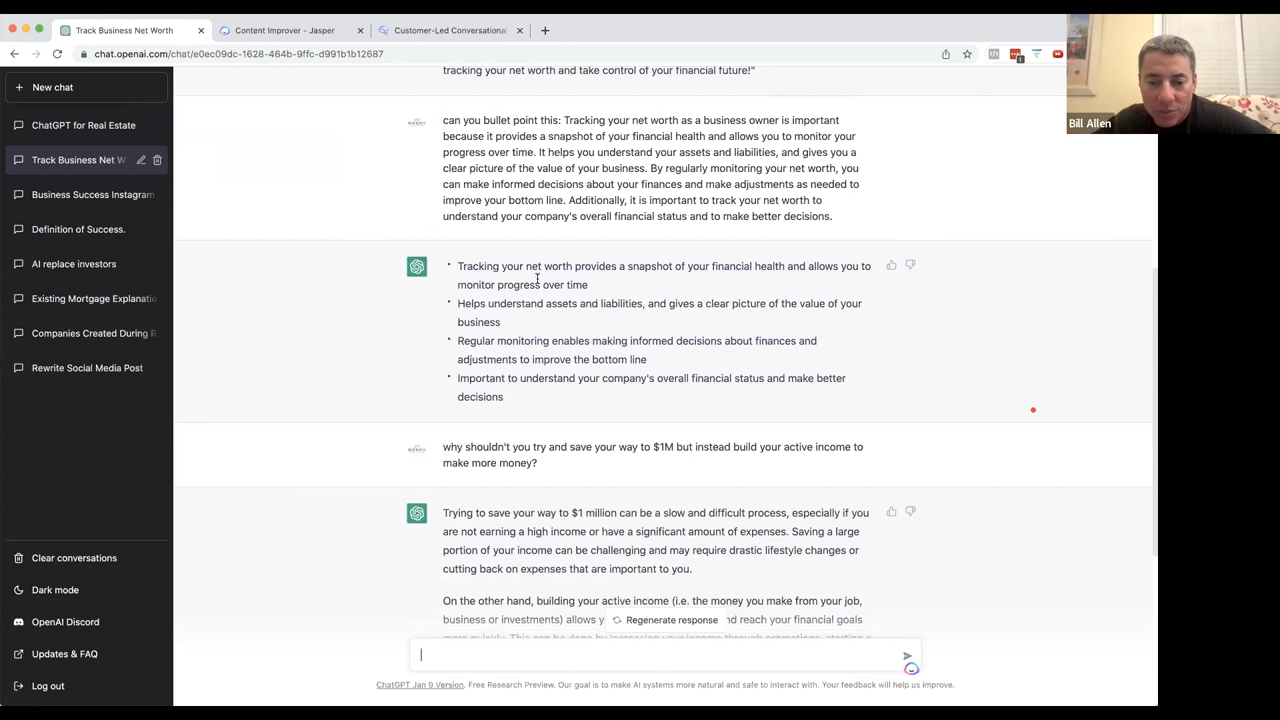 Track Business Net Worth
Content Improver - Jasper
Customer-Led Conversational
chat.openai.com/chat/e0ec09dc-1628-464b-9ffc-d991b1b12687
1
Bill Allen
New chat
ChatGPT for Real Estate
Track Business Net W
Business Success Instagram
Definition of Success.
AI replace investors
Existing Mortgage Explanatio
Companies Created During R
Rewrite Social Media Post
Clear conversations
Dark mode
OpenAI Discord
Updates & FAQ
Log out
tracking your net worth and take control of your financial future!"
can you bullet point this: Tracking your net worth as a business owner is important
because it provides a snapshot of your financial health and allows you to monitor your
progress over time. It helps you understand your assets and liabilities, and gives you a
clear picture of the value of your business. By regularly monitoring your net worth, you
can make informed decisions about your finances and make adjustments as needed to
improve your bottom line. Additionally, it is important to track your net worth to
understand your company's overall financial status and to make better decisions.
• Tracking your net worth provides a snapshot of your financial health and allows you to
monitor progress over time
• Helps understand assets and liabilities, and gives a clear picture of the value of your
business
• Regular monitoring enables making informed decisions about finances and
adjustments to improve the bottom line
• Important to understand your company's overall financial status and make better
decisions
why shouldn't you try and save your way to $1M but instead build your active income to
make more money?
Trying to save your way to $1 million can be a slow and difficult process, especially if you
are not earning a high income or have a significant amount of expenses. Saving a large
portion of your income can be challenging and may require drastic lifestyle changes or
cutting back on expenses that are important to you.
On the other hand, building your active income (i.e. the money you make from your job,
business or investments) allows y
nd reach your financial goals
Regenerate response
more quickly. This can be done by increasing your income through promotions, starting a
ChatGPT Jan 9 Version. Free Research Preview. Our goal is to make AI systems more natural and safe to interact with. Your feedback will help us improve.